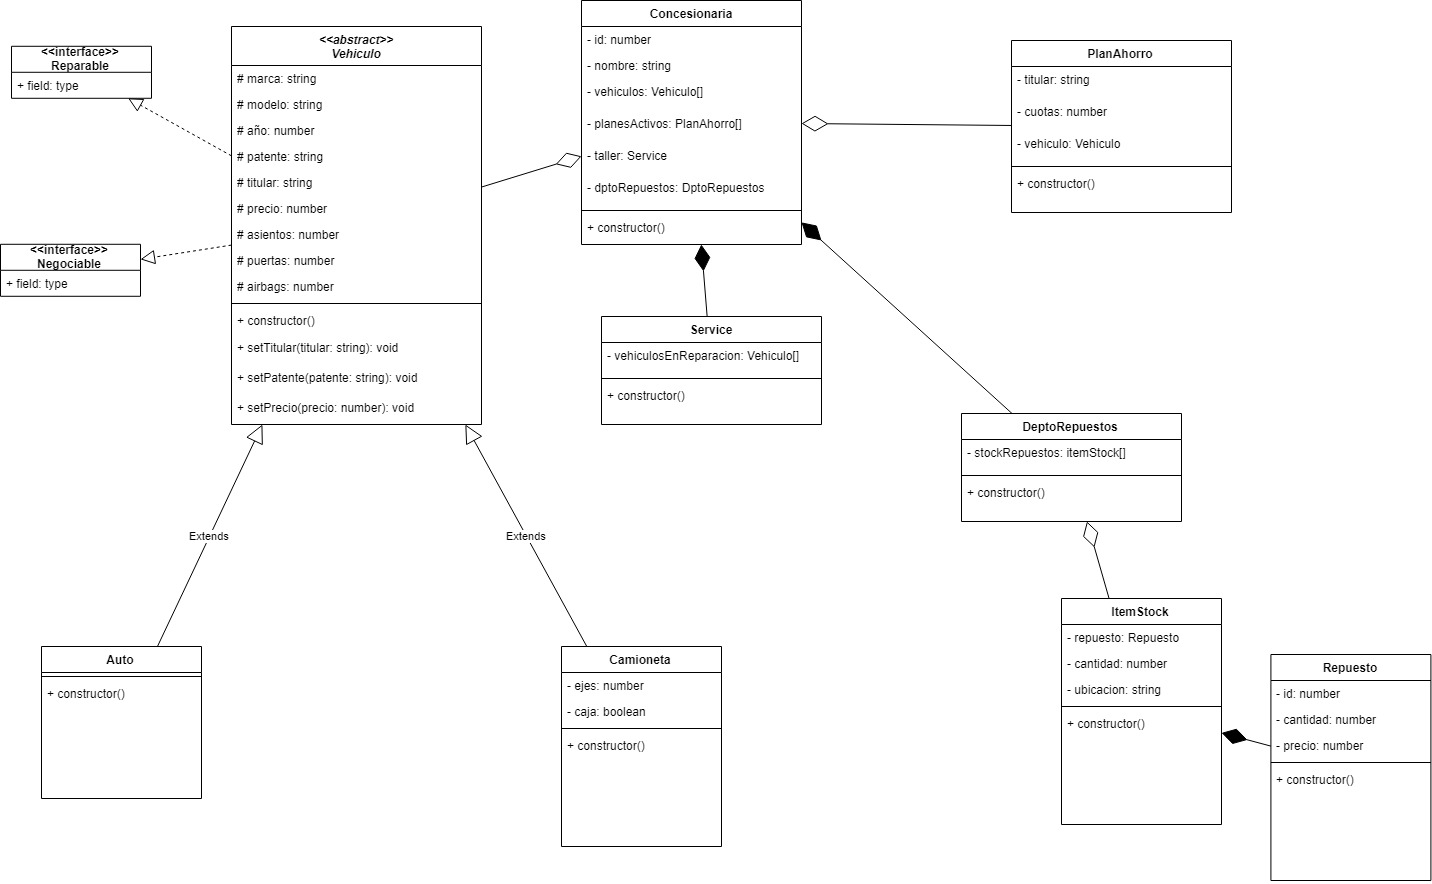 <<interface>>
Reparable
+ field: type
<<interface>>
Negociable
+ field: type
<<abstract>>
Vehiculo
# marca: string
# modelo: string
# año: number
# patente: string
# titular: string
# precio: number
# asientos: number
# puertas: number
# airbags: number
+ constructor()
+ setTitular(titular: string): void
+ setPatente(patente: string): void
+ setPrecio(precio: number): void
Concesionaria
- id: number
- nombre: string
- vehiculos: Vehiculo[]
- planesActivos: PlanAhorro[]
- taller: Service
- dptoRepuestos: DptoRepuestos
+ constructor()
PlanAhorro
- titular: string
- cuotas: number
- vehiculo: Vehiculo
+ constructor()
Service
- vehiculosEnReparacion: Vehiculo[]
+ constructor()
DeptoRepuestos
- stockRepuestos: itemStock[]
+ constructor()
Extends
Extends
Auto
+ constructor()
Camioneta
- ejes: number
- caja: boolean
+ constructor()
ItemStock
- repuesto: Repuesto
- cantidad: number
- ubicacion: string
+ constructor()
Repuesto
- id: number
- cantidad: number
- precio: number
+ constructor()